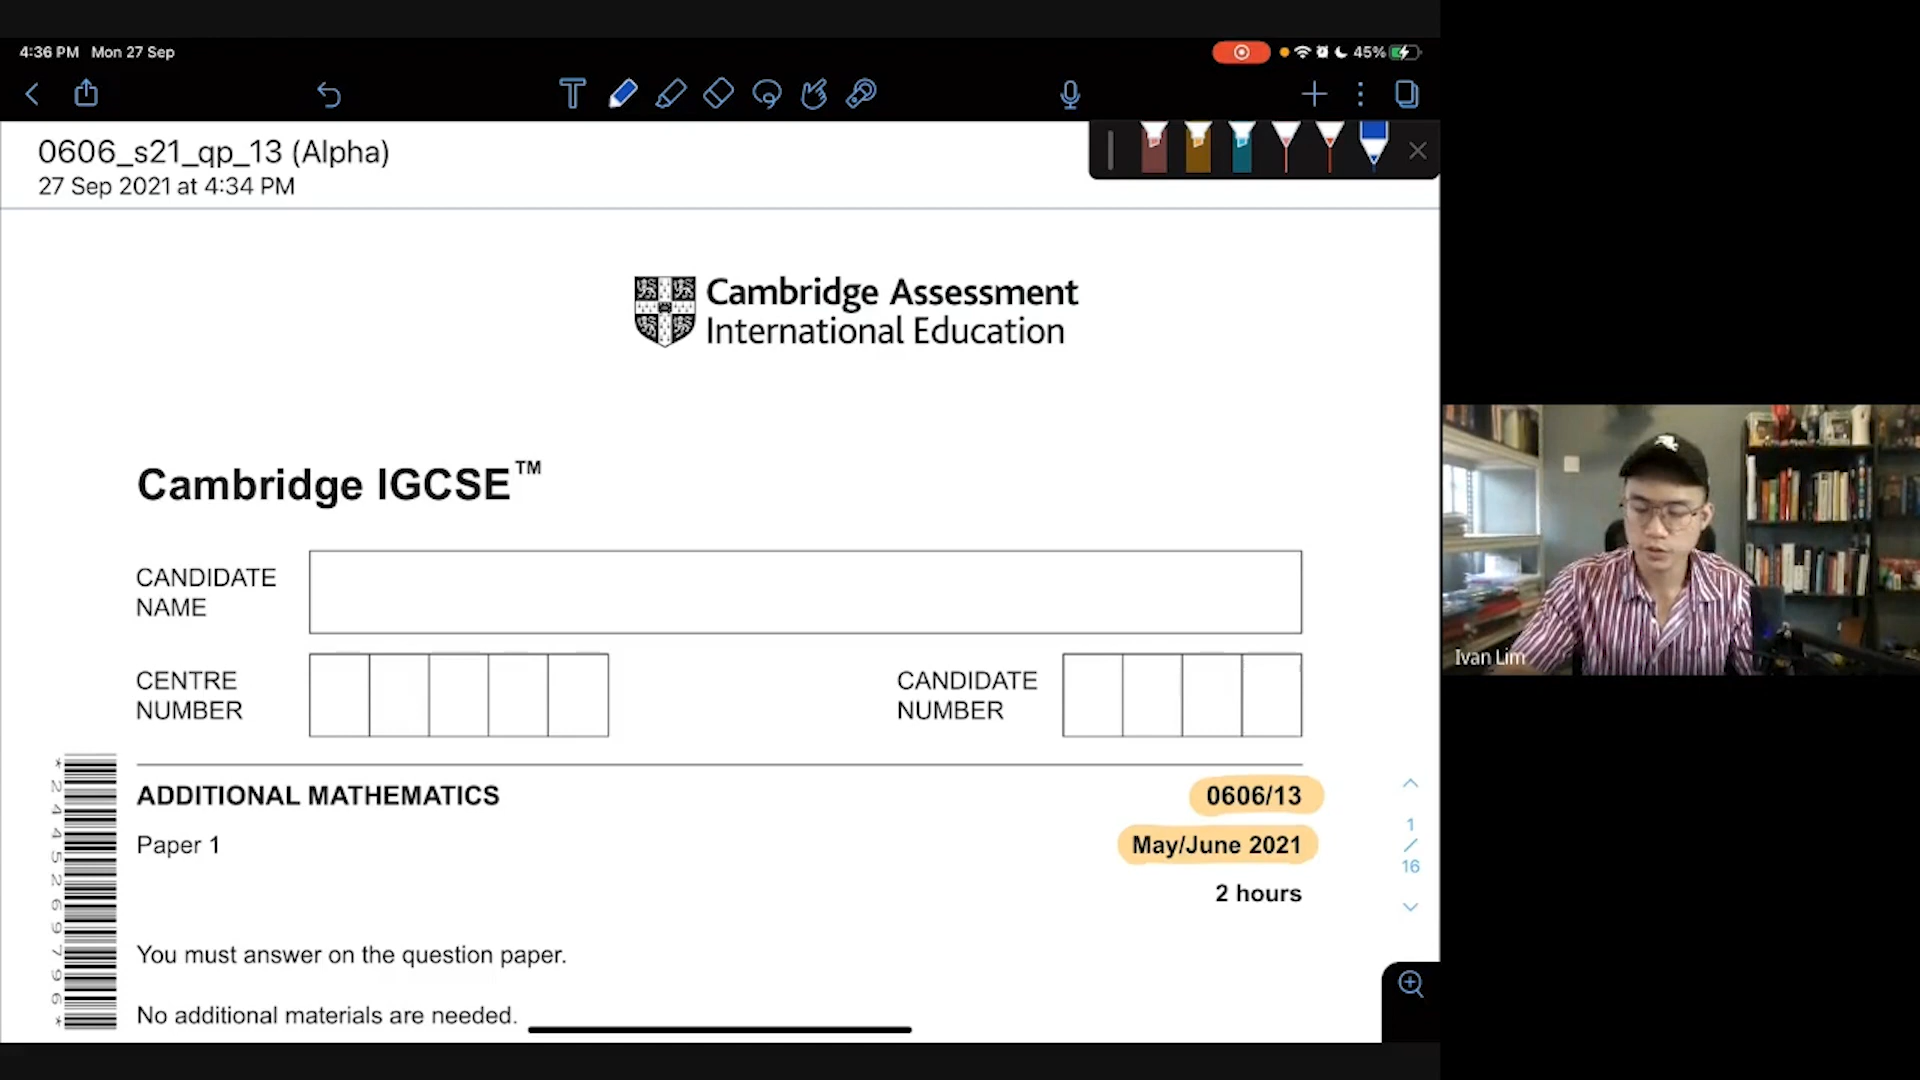 4:36 PM Mon 27 Sep
45%
0606_s21_qp_13 (Alpha)
27 Sep 2021 at 4:34 PM
Cambridge Assessment
International Education
Cambridge IGCSE™
CANDIDATE
NAME
CENTRE
NUMBER
CANDIDATE
NUMBER
ADDITIONAL MATHEMATICS
0606/13
Paper 1
May/June 2021
2 hours
You must answer on the question paper.
No additional materials are needed.
*2445269796*
1
/
16
Ivan Lim